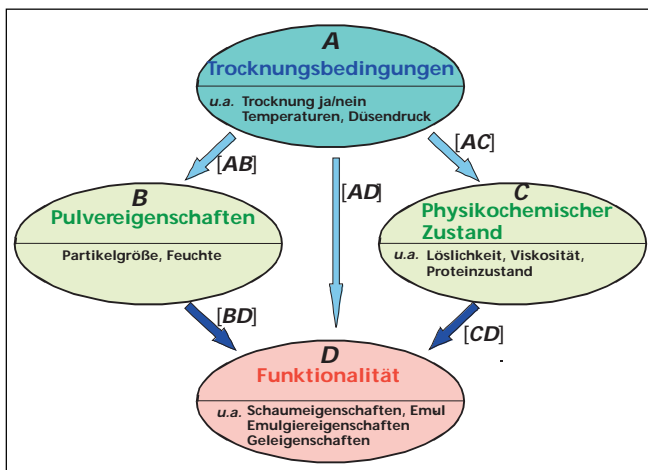 A
Trocknungsbedingungen
u.a. Trocknung ja/nein
Temperaturen, Düsendruck
[AB]
[AD]
[AC]
B
Pulvereigenschaften
Partikelgröße, Feuchte
C
Physikochemischer
Zustand
u.a. Löslichkeit, Viskosität,
Proteinzustand
[BD]
[CD]
D
Funktionalität
u.a. Schaumeigenschaften, Emul
Emulgiereigenschaften
Geleigenschaften